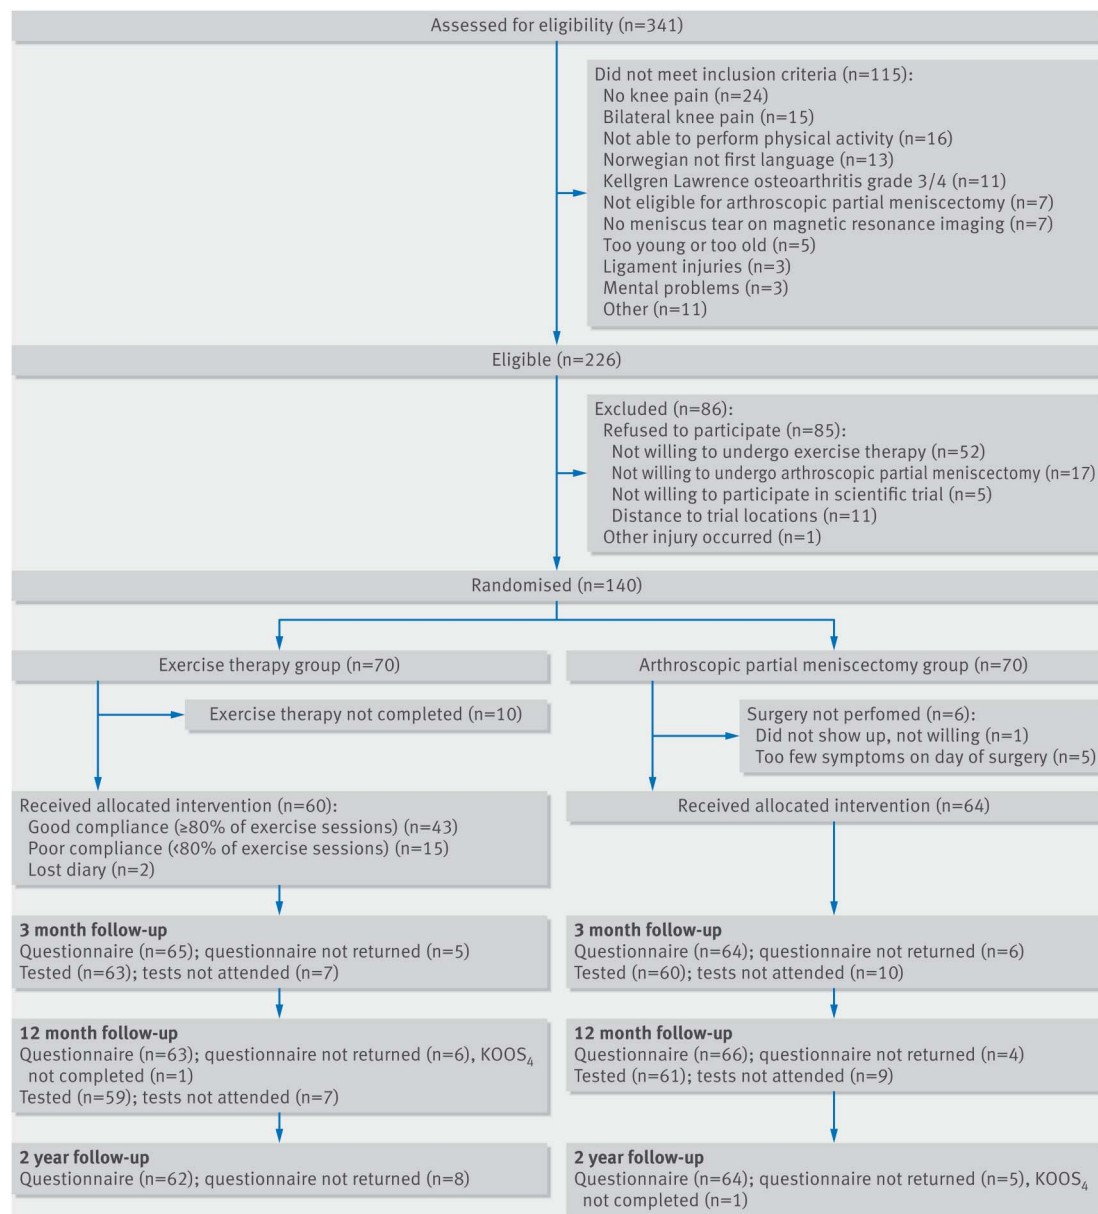 Assessed for eligibility (n=341)
Did not meet inclusion criteria (n=115):
No knee pain (n=24)
Bilateral knee pain (n=15)
Not able to perform physical activity (n=16)
Norwegian not first language (n=13)
Kellgren Lawrence osteoarthritis grade 3/4 (n=11)
Not eligible for arthroscopic partial meniscectomy (n=7)
No meniscus tear on magnetic resonance imaging (n=7)
Too young or too old (n=5)
Ligament injuries (n=3)
Mental problems (n=3)
Other (n=11)
Eligible (n=226)
Excluded (n=86):
Refused to participate (n=85):
Not willing to undergo exercise therapy (n=52)
Not willing to undergo arthroscopic partial meniscectomy (n=17)
Not willing to participate in scientific trial (n=5)
Distance to trial locations (n=11)
Other injury occurred (n=1)
Randomised (n=140)
Exercise therapy group (n=70)
Exercise therapy not completed (n=10)
Received allocated intervention (n=60):
Good compliance (≥80% of exercise sessions) (n=43)
Poor compliance (<80% of exercise sessions) (n=15)
Lost diary (n=2)
3 month follow-up
Questionnaire (n=65); questionnaire not returned (n=5)
Tested (n=63); tests not attended (n=7)
12 month follow-up
Questionnaire (n=63); questionnaire not returned (n=6), KOOS₄
not completed (n=1)
Tested (n=59); tests not attended (n=7)
2 year follow-up
Questionnaire (n=62); questionnaire not returned (n=8)
Arthroscopic partial meniscectomy group (n=70)
Surgery not perfomed (n=6):
Did not show up, not willing (n=1)
Too few symptoms on day of surgery (n=5)
Received allocated intervention (n=64)
3 month follow-up
Questionnaire (n=64); questionnaire not returned (n=6)
Tested (n=60); tests not attended (n=10)
12 month follow-up
Questionnaire (n=66); questionnaire not returned (n=4)
Tested (n=61); tests not attended (n=9)
2 year follow-up
Questionnaire (n=64); questionnaire not returned (n=5), KOOS₄
not completed (n=1)